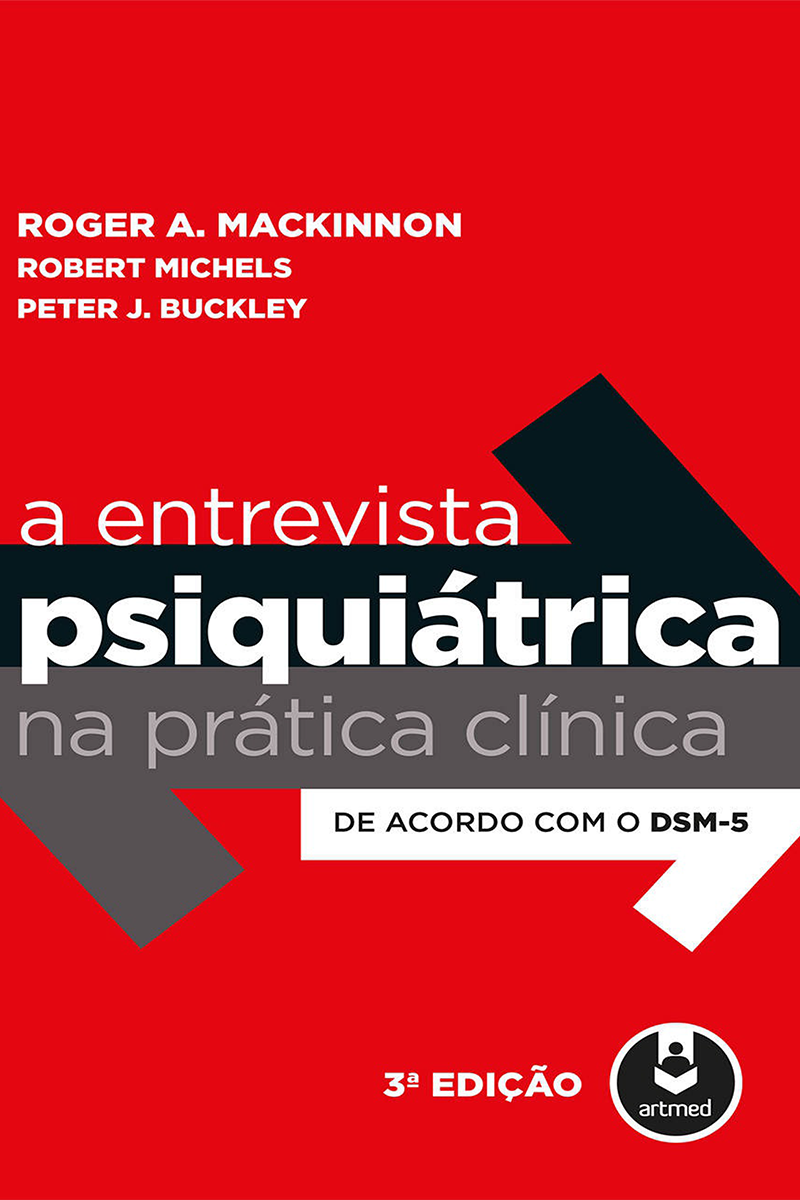 ROGER A. MACKINNON
ROBERT MICHELS
PETER J. BUCKLEY
a entrevista
psiquiátrica
na prática clínica
DE ACORDO COM O DSM-5
3ª EDIÇÃO
artmed